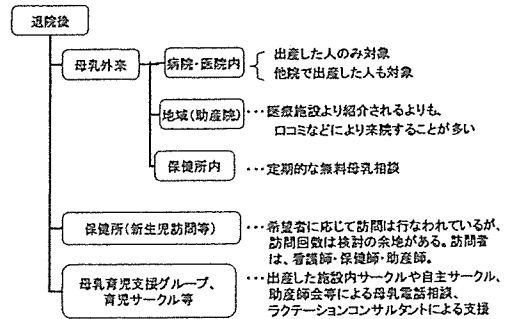 退院後
母乳外来
病院・医院内
出産した人のみ対象
他院で出産した人も対象
地域(助産院)
…医療施設より紹介されるよりも、
口コミなどにより来院することが多い
保健所内
…定期的な無料母乳相談
保健所(新生児訪問等)
…希望者に応じて訪問は行なわれているが、
訪問回数は検討の余地がある。訪問者
は、看護師・保健師・助産師。
母乳育児支援グループ、
育児サークル等
…出産した施設内サークルや自主サークル、
助産師会等による母乳電話相談、
ラクテーションコンサルタントによる支援